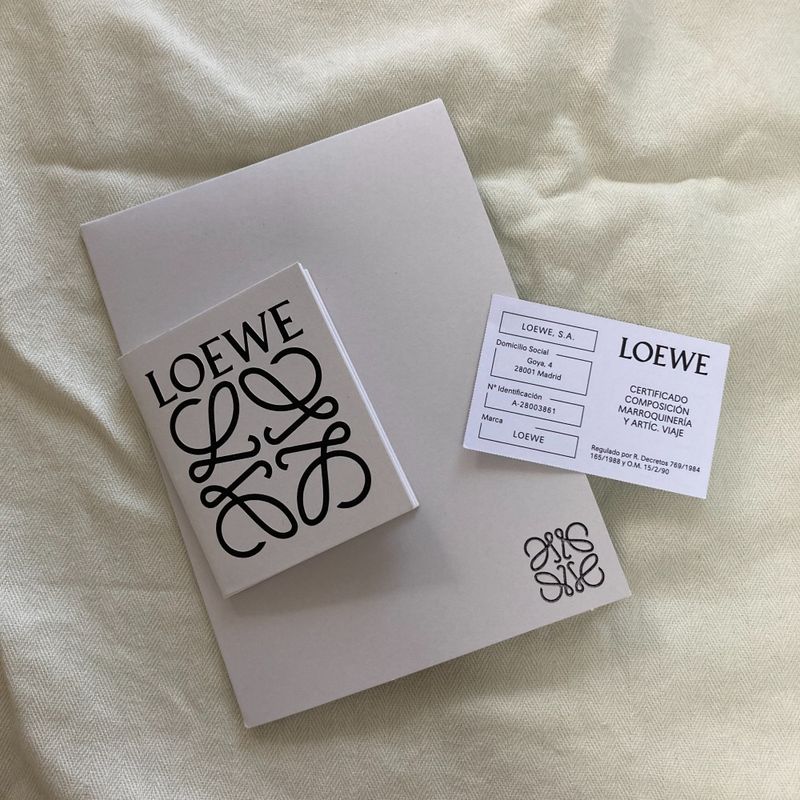 LOEWE
LOEWE, S.A.
Domicilio Social
Goya, 4
28001 Madrid
N° Identificación
A-28003861
Marca
LOEWE
LOEWE
CERTIFICADO
COMPOSICIÓN
MARROQUINERÍA
Y ARTÍC. VIAJE
Regulado por R. Decretos 769/1984
165/1988 y O.M. 15/2/90